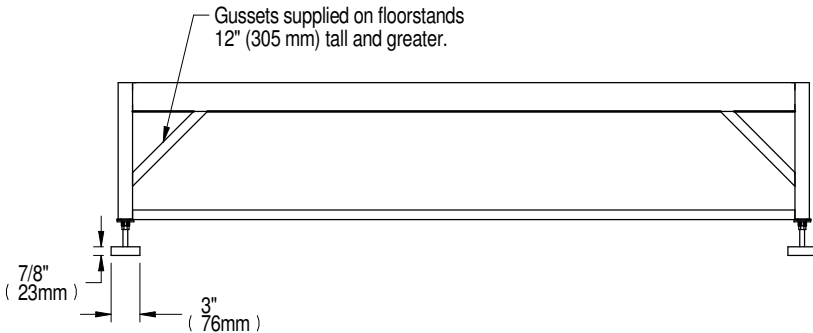 Gussets supplied on floorstands
12" (305 mm) tall and greater.
7/8"
( 23mm )
3"
( 76mm )